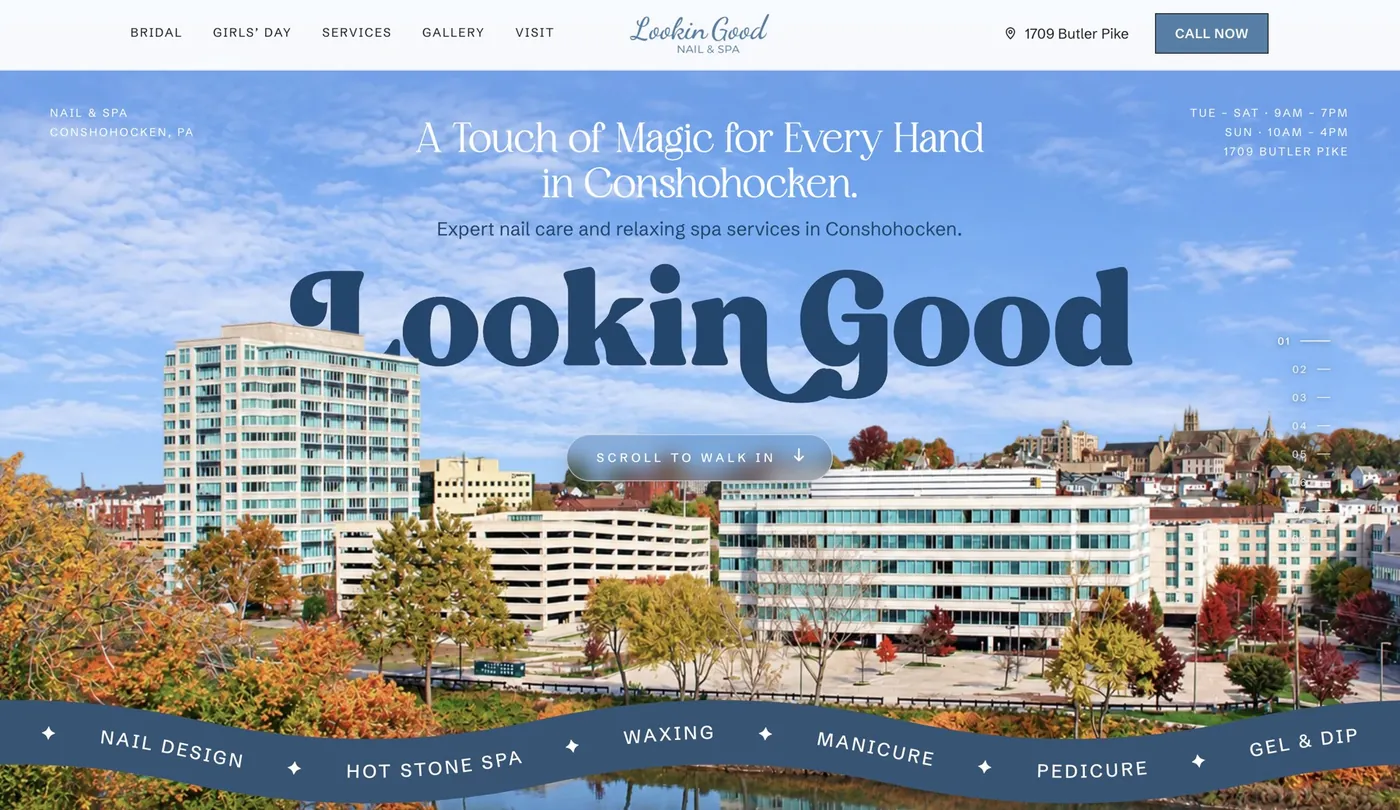 BRIDAL GIRLS' DAY SERVICES GALLERY VISIT
Lookin Good
NAIL & SPA
1709 Butler Pike
CALL NOW
NAIL & SPA
CONSHOHOCKEN, PA
TUE – SAT · 9AM – 7PM
SUN · 10AM – 4PM
1709 BUTLER PIKE
A Touch of Magic for Every Hand
in Conshohocken.
Expert nail care and relaxing spa services in Conshohocken.
Lookin Good
01
02
03
04
05
06
SCROLL TO WALK IN ↓
✦ NAIL DESIGN ✦ HOT STONE SPA ✦ WAXING ✦ MANICURE ✦ PEDICURE ✦ GEL & DIP